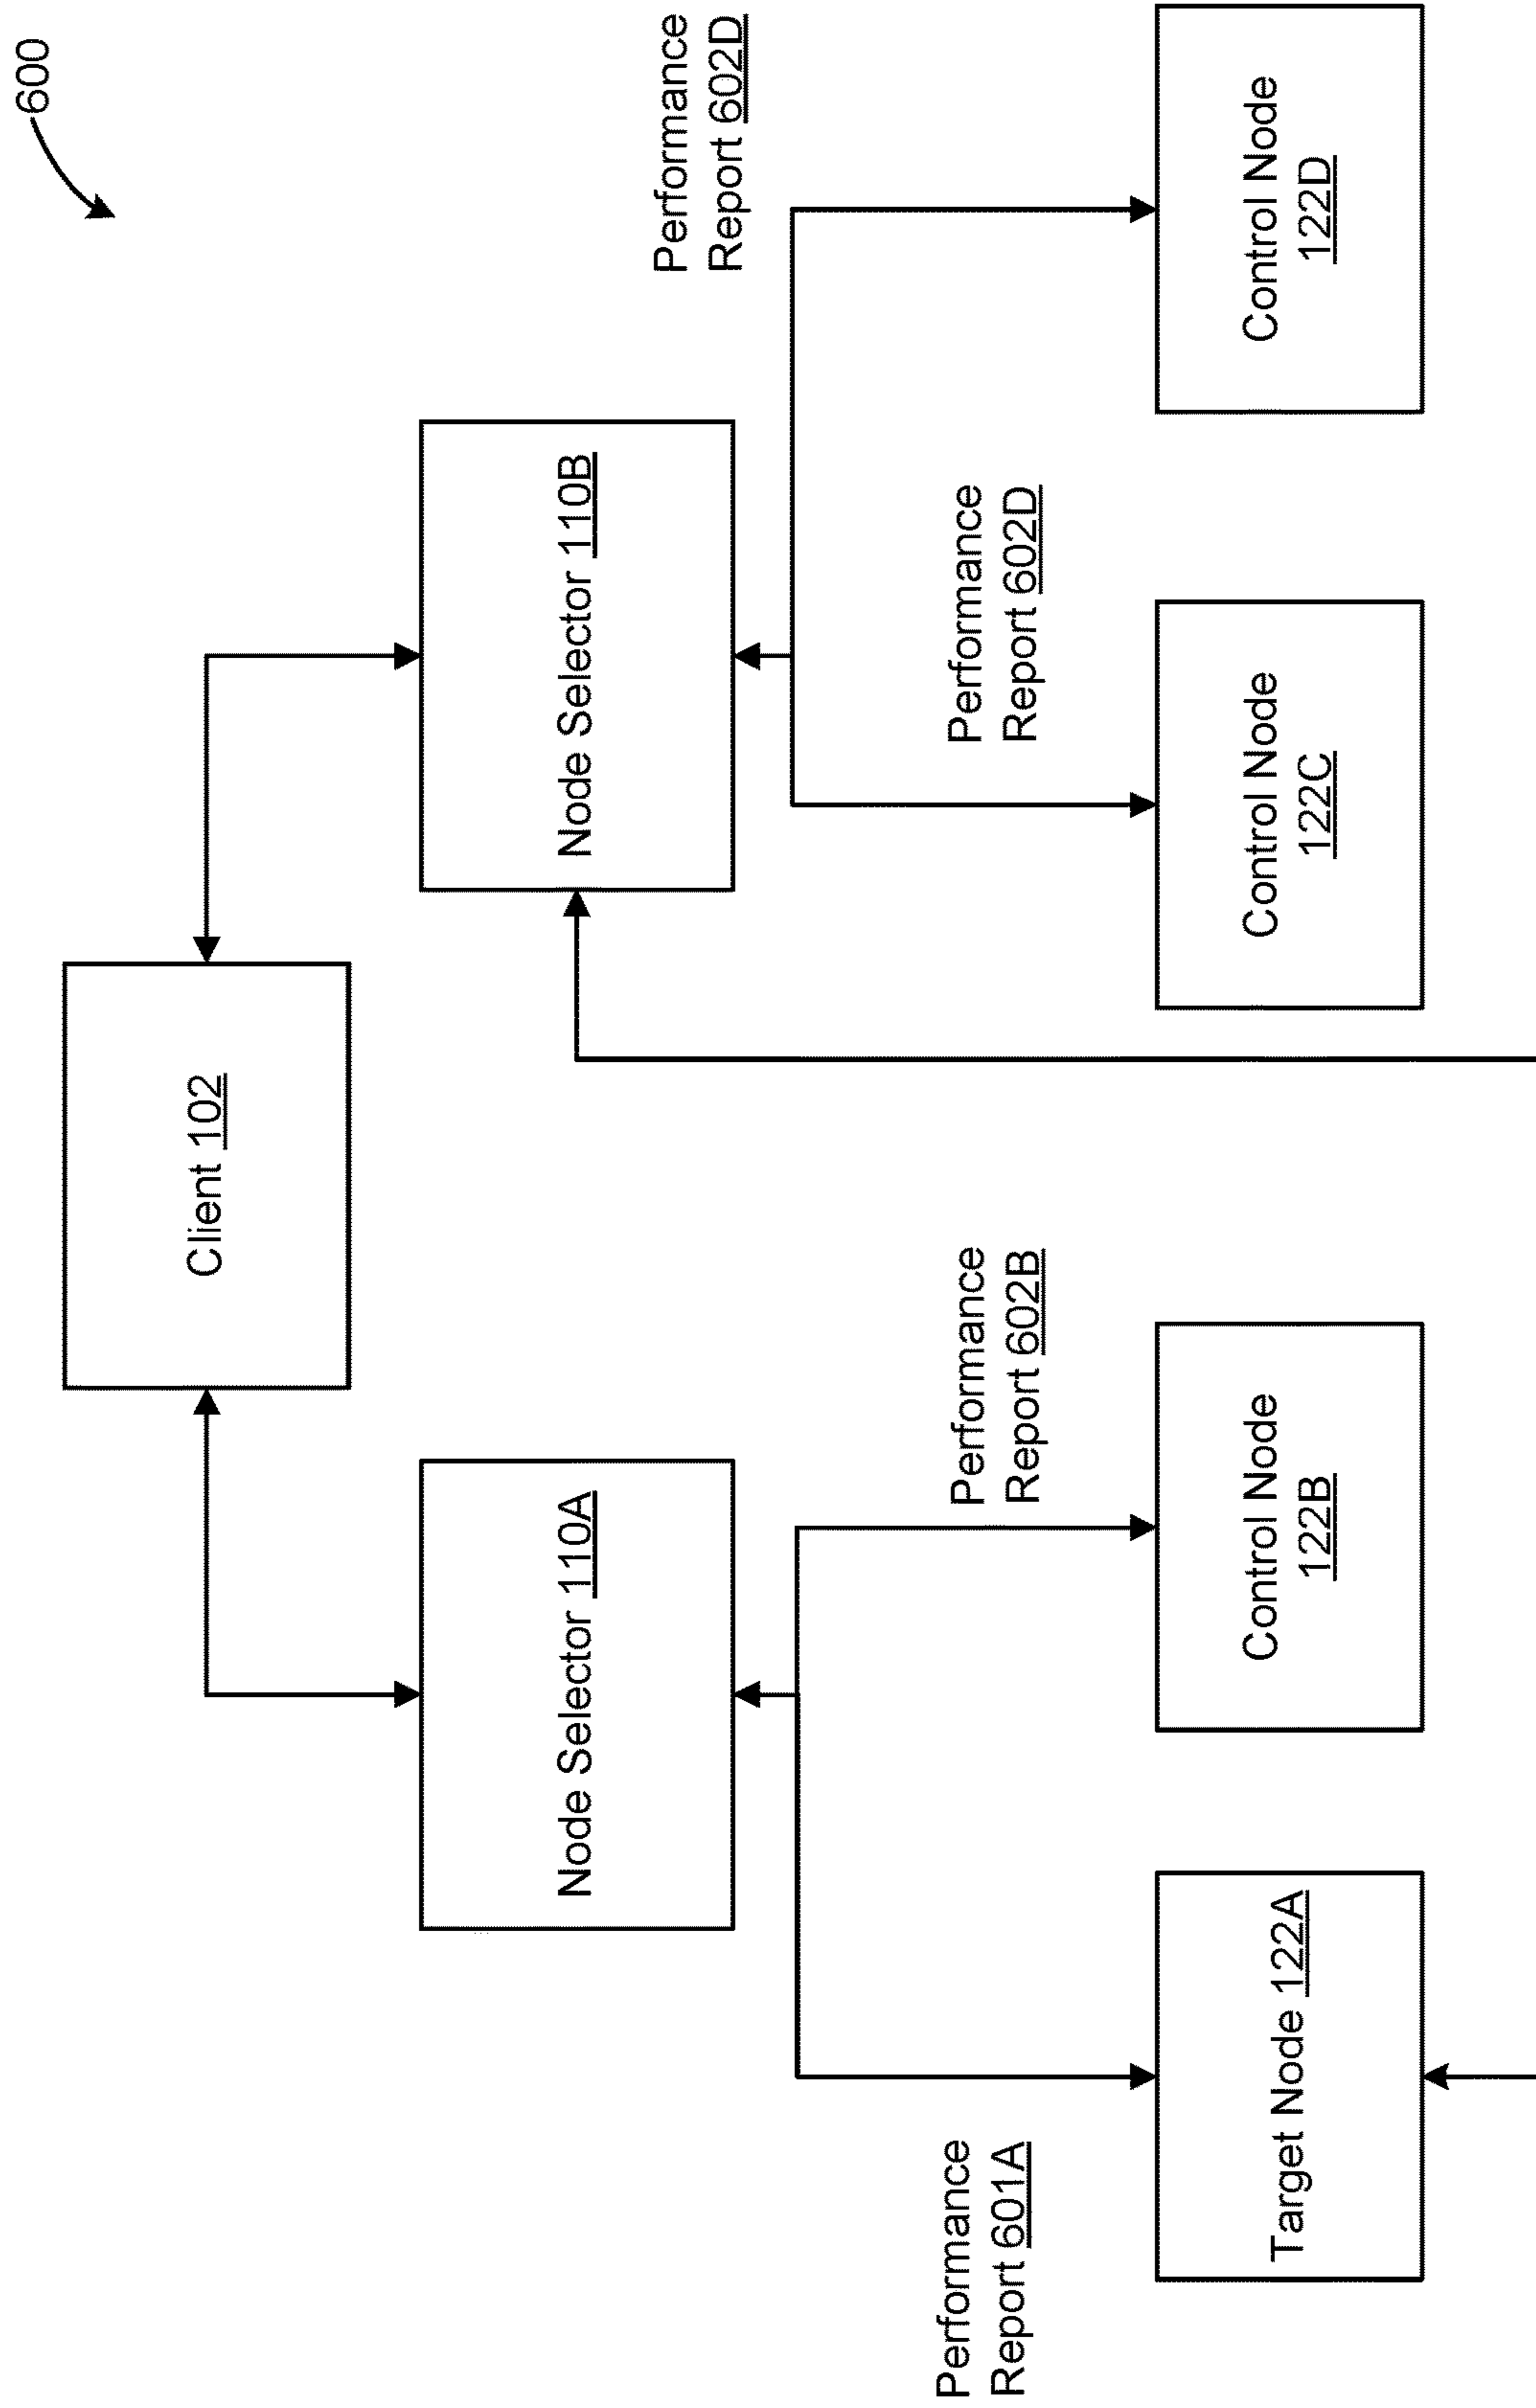 600
Client 102
Node Selector 110A
Node Selector 110B
Performance
Report 601A
Performance
Report 602B
Performance
Report 602D
Performance
Report 602D
Target Node 122A
Control Node
122B
Control Node
122C
Control Node
122D